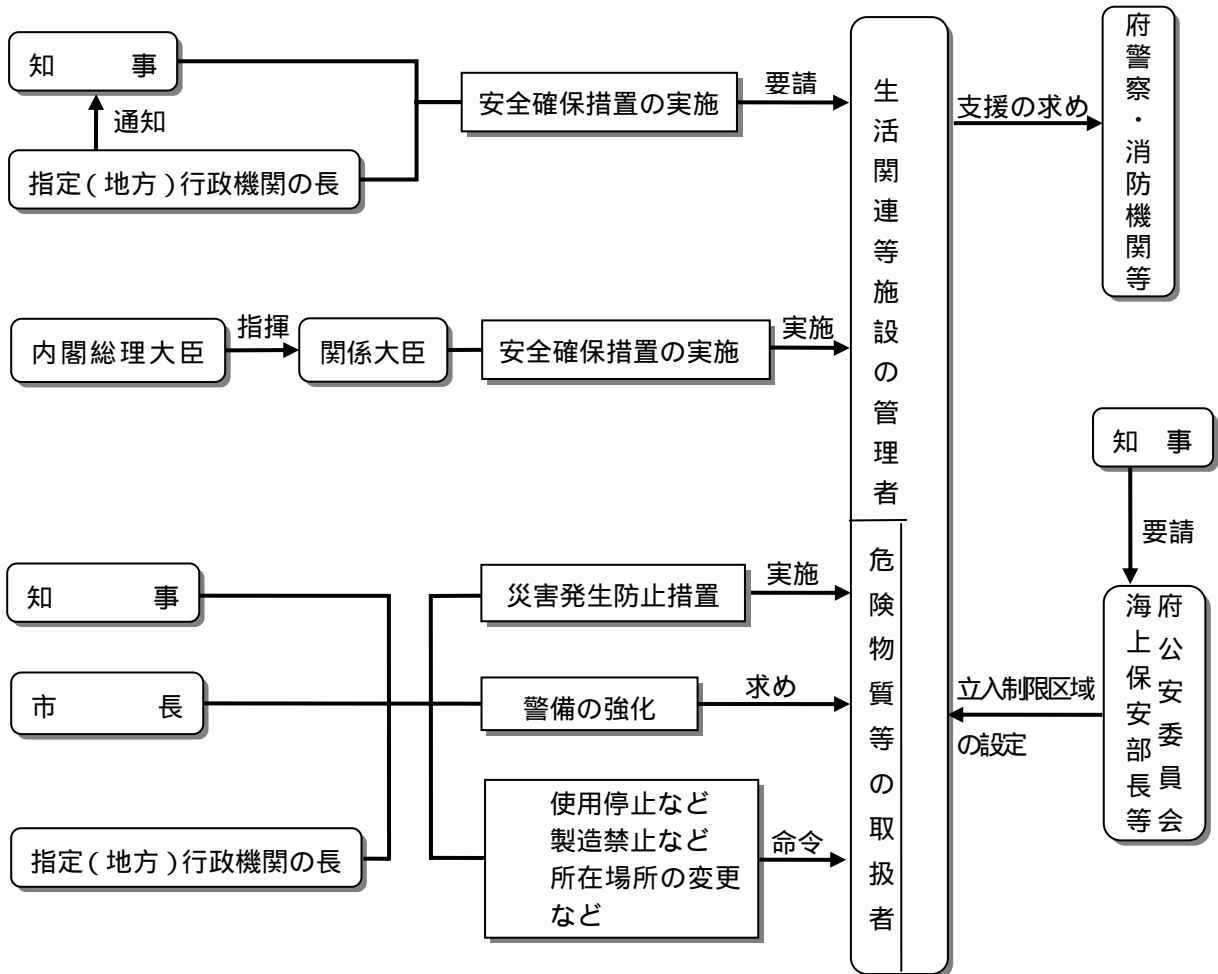 知　　　事
通知
指定(地方)行政機関の長
安全確保措置の実施
要請
内閣総理大臣
指揮
関係大臣
安全確保措置の実施
実施
知　　　事
市　　　長
指定(地方)行政機関の長
災害発生防止措置
実施
警備の強化
求め
使用停止など
製造禁止など
所在場所の変更
など
命令
生活関連等施設の管理者
危険物質等の取扱者
支援の求め
府警察・消防機関等
知　事
要請
府公安委員会
海上保安部長等
立入制限区域
の設定